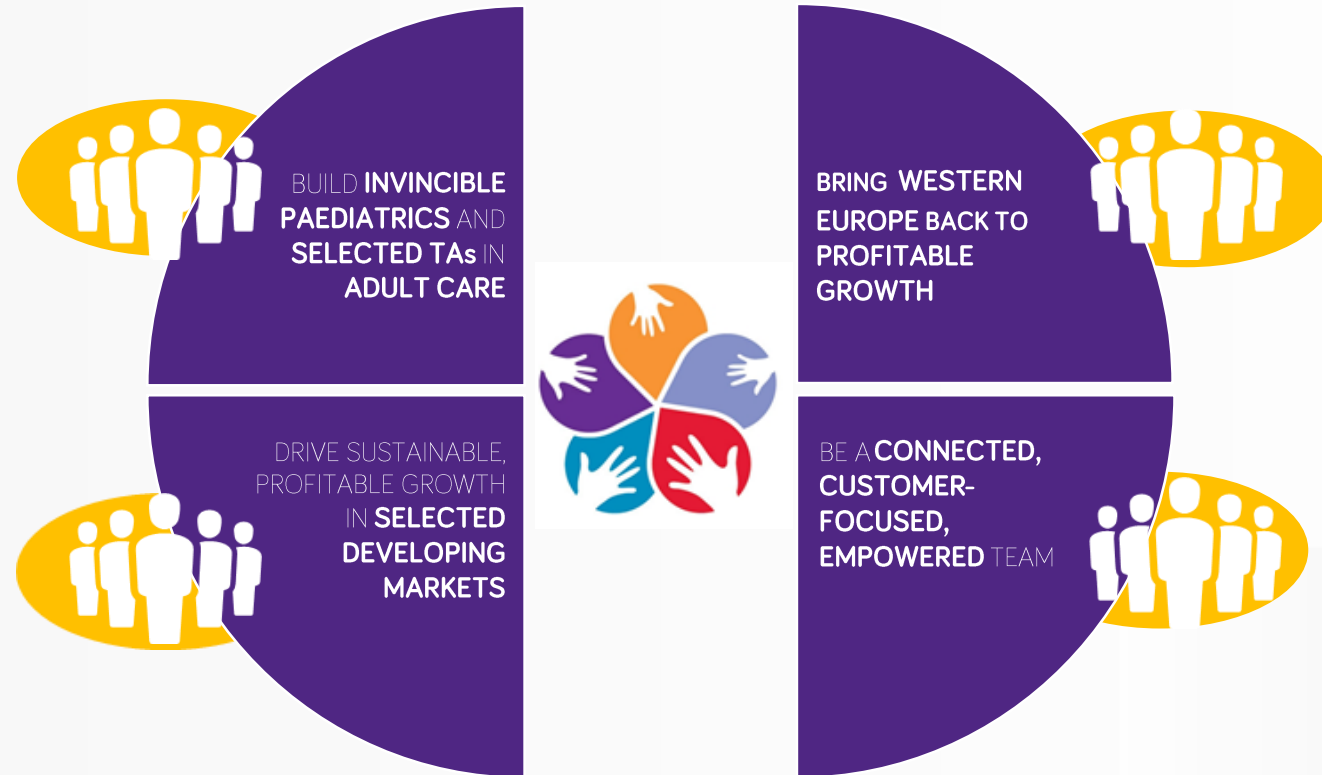 BUILD INVINCIBLE
PAEDIATRICS AND
SELECTED TAs IN
ADULT CARE
BRING WESTERN
EUROPE BACK TO
PROFITABLE
GROWTH
DRIVE SUSTAINABLE,
PROFITABLE GROWTH
IN SELECTED
DEVELOPING
MARKETS
BE A CONNECTED,
CUSTOMER-
FOCUSED,
EMPOWERED TEAM